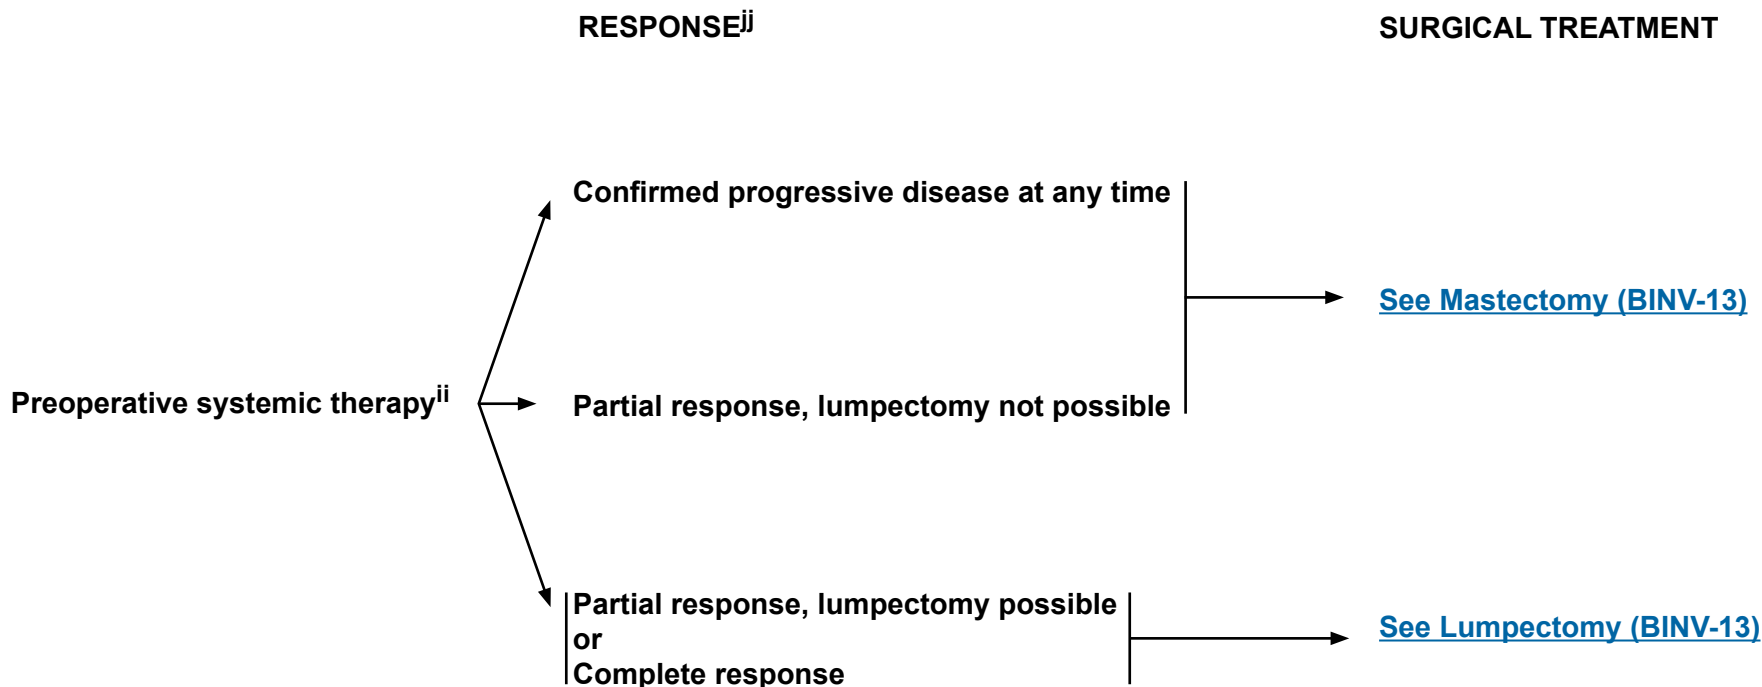 RESPONSEjj
SURGICAL TREATMENT
Confirmed progressive disease at any time
See Mastectomy (BINV-13)
Preoperative systemic therapyii
Partial response, lumpectomy not possible
Partial response, lumpectomy possible
or
Complete response
See Lumpectomy (BINV-13)